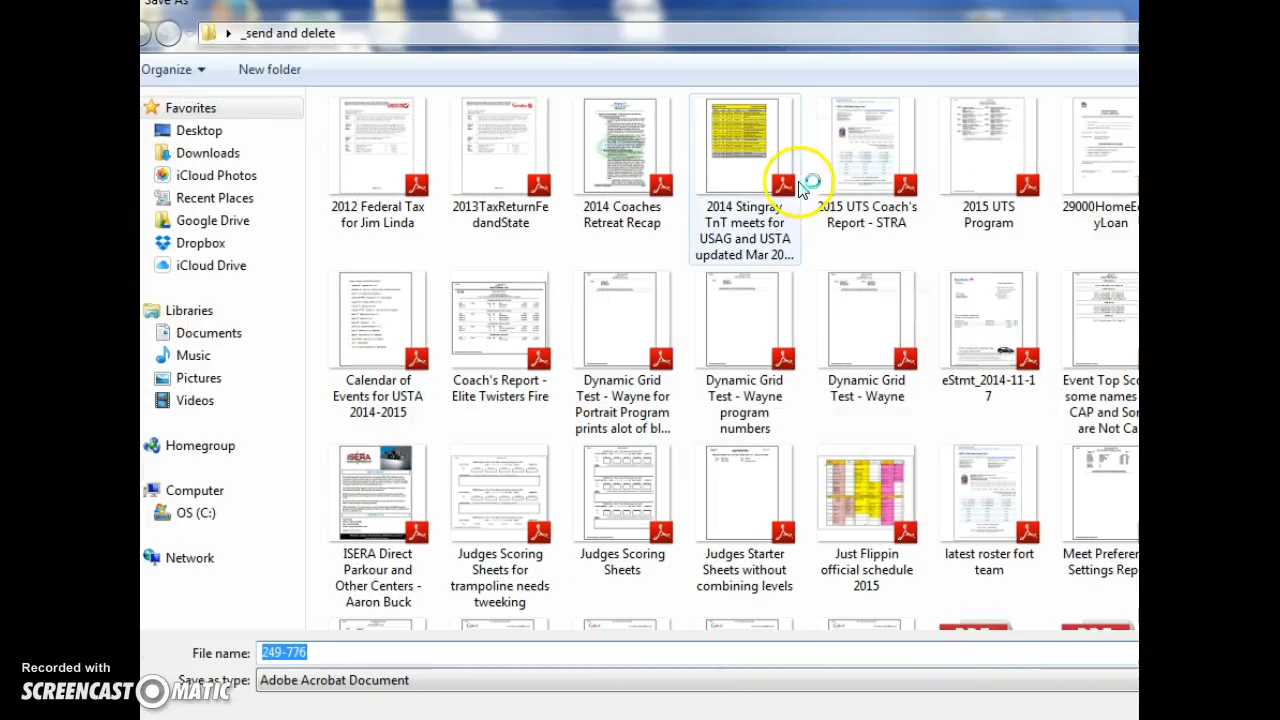 Save As
_send and delete
Organize
New folder
Favorites
Desktop
Downloads
iCloud Photos
Recent Places
Google Drive
Dropbox
iCloud Drive
Libraries
Documents
Music
Pictures
Videos
Homegroup
Computer
OS (C:)
Network
2012 Federal Tax
for Jim Linda
2013TaxReturnFe
dandState
2014 Coaches
Retreat Recap
2014 Stingray
TnT meets for
USAG and USTA
updated Mar 20...
2015 UTS Coach's
Report - STRA
2015 UTS
Program
29000HomeE
yLoan
Calendar of
Events for USTA
2014-2015
Coach's Report -
Elite Twisters Fire
Dynamic Grid
Test - Wayne for
Portrait Program
prints alot of bl...
Dynamic Grid
Test - Wayne
program
numbers
Dynamic Grid
Test - Wayne
eStmt_2014-11-1
7
Event Top Sco
some names
CAP and Sor
are Not Ca
ISERA
ISERA Direct
Parkour and
Other Centers -
Aaron Buck
Judges Scoring
Sheets for
trampoline needs
tweeking
Judges Scoring
Sheets
Judges Starter
Sheets without
combining levels
Just Flippin
official schedule
2015
latest roster fort
team
Meet Prefere
Settings Rep
File name:
249-776
Save as type:
Adobe Acrobat Document
Recorded with
SCREENCAST MATIC